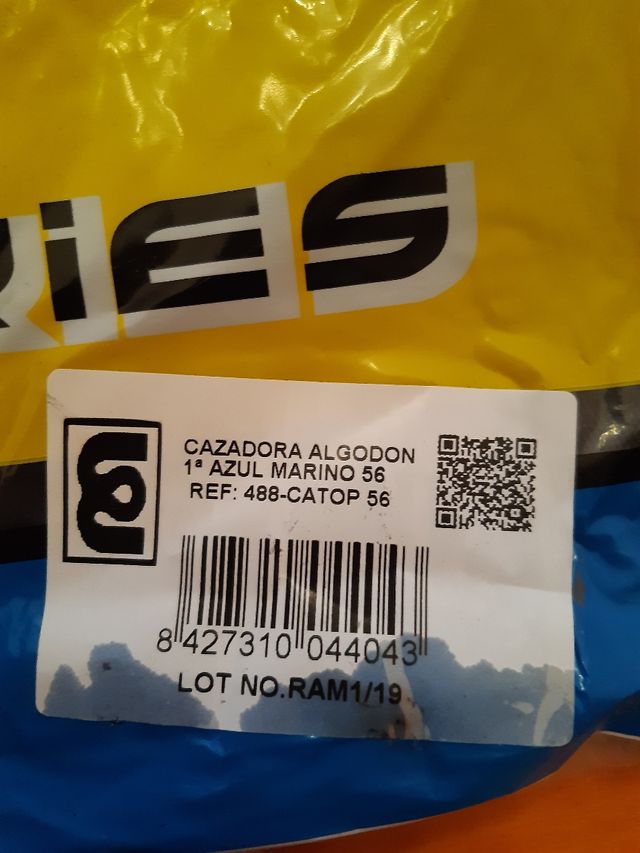 RIES
CAZADORA ALGODON
1ª AZUL MARINO 56
REF: 488-CATOP 56
8 427310 044043
LOT NO.RAM1/19